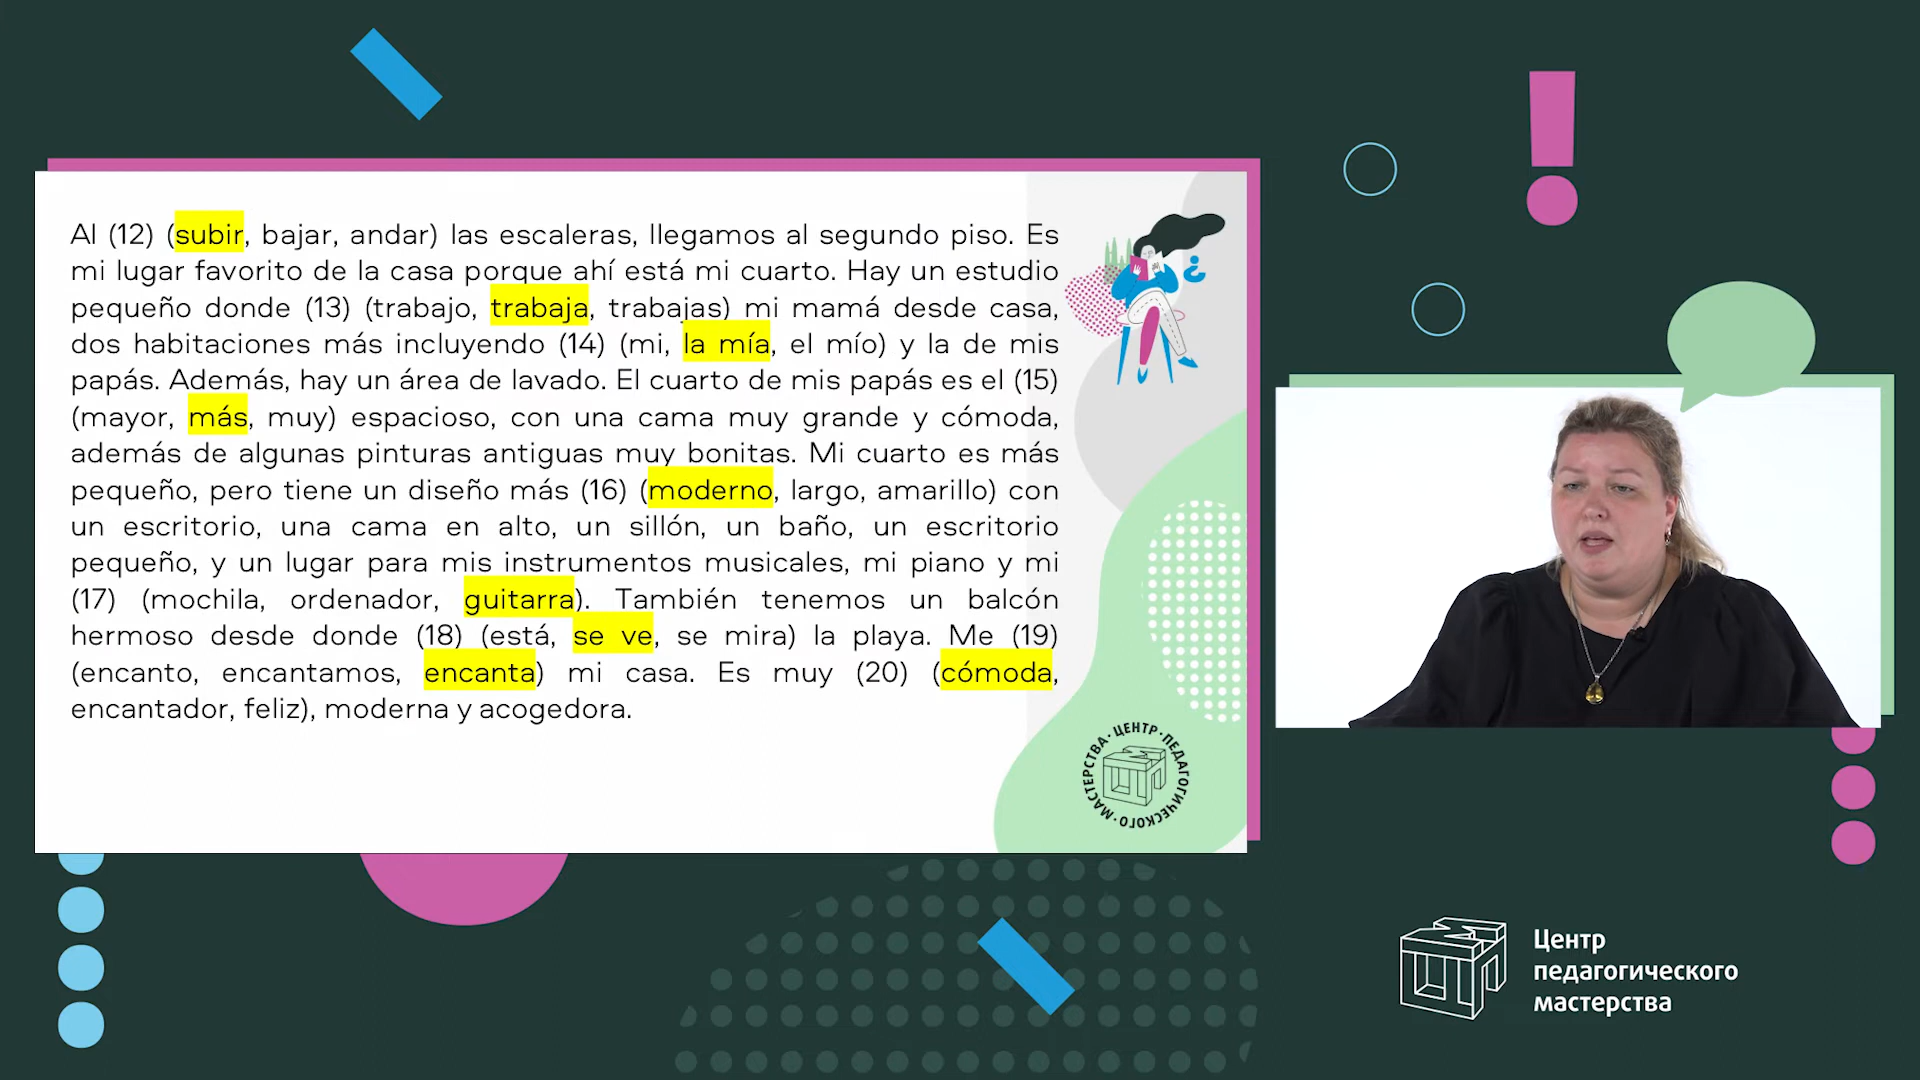 Al (12) (subir, bajar, andar) las escaleras, llegamos al segundo piso. Es
mi lugar favorito de la casa porque ahí está mi cuarto. Hay un estudio
pequeño donde (13) (trabajo, trabaja, trabajas) mi mamá desde casa,
dos habitaciones más incluyendo (14) (mi, la mía, el mío) y la de mis
papás. Además, hay un área de lavado. El cuarto de mis papás es el (15)
(mayor, más, muy) espacioso, con una cama muy grande y cómoda,
además de algunas pinturas antiguas muy bonitas. Mi cuarto es más
pequeño, pero tiene un diseño más (16) (moderno, largo, amarillo) con
un escritorio, una cama en alto, un sillón, un baño, un escritorio
pequeño, y un lugar para mis instrumentos musicales, mi piano y mi
(17) (mochila, ordenador, guitarra). También tenemos un balcón
hermoso desde donde (18) (está, se ve, se mira) la playa. Me (19)
(encanto, encantamos, encanta) mi casa. Es muy (20) (cómoda,
encantador, feliz), moderna y acogedora.
ЦЕНТР · ПЕДАГОГИЧЕСКОГО · МАСТЕРСТВА ·
Центр
педагогического
мастерства